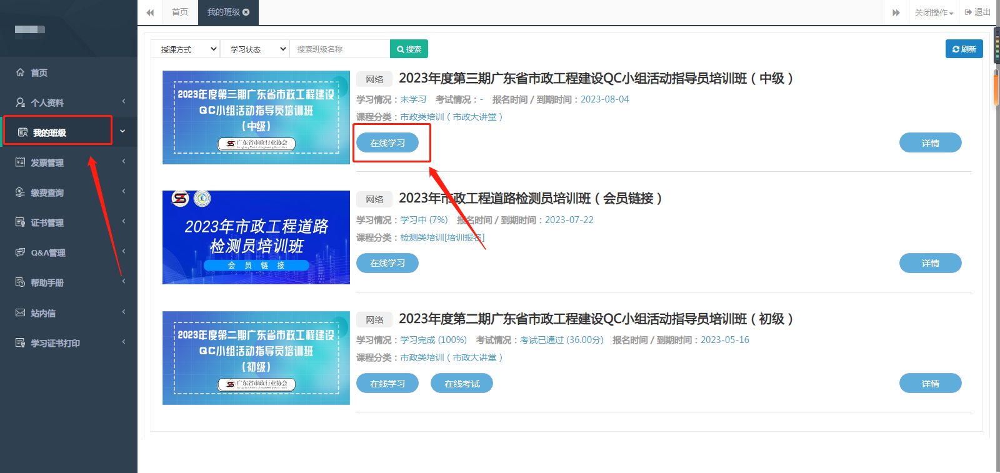 首页
我的班级
关闭操作
退出
首页
个人资料
我的班级
发票管理
缴费查询
证书管理
Q&A管理
帮助手册
站内信
学习证书打印
授课方式
学习状态
搜索班级名称
搜索
刷新
2023年度第三期广东省市政工程建设
QC小组活动指导员培训班
（中级）
广东省市政行业协会
网络
2023年度第三期广东省市政工程建设QC小组活动指导员培训班（中级）
学习情况：未学习 考试情况：- 报名时间 / 到期时间：2023-08-04
课程分类：市政类培训（市政大讲堂）
在线学习
详情
2023年市政工程道路
检测员培训班
会员链接
网络
2023年市政工程道路检测员培训班（会员链接）
学习情况：学习中 (7%) 报名时间 / 到期时间：2023-07-22
课程分类：检测类培训[培训报名]
在线学习
详情
2023年度第二期广东省市政工程建设
QC小组活动指导员培训班
（初级）
广东省市政行业协会
网络
2023年度第二期广东省市政工程建设QC小组活动指导员培训班（初级）
学习情况：学习完成 (100%) 考试情况：考试已通过 (36.00分) 报名时间 / 到期时间：2023-05-16
课程分类：市政类培训（市政大讲堂）
在线学习
在线考试
详情